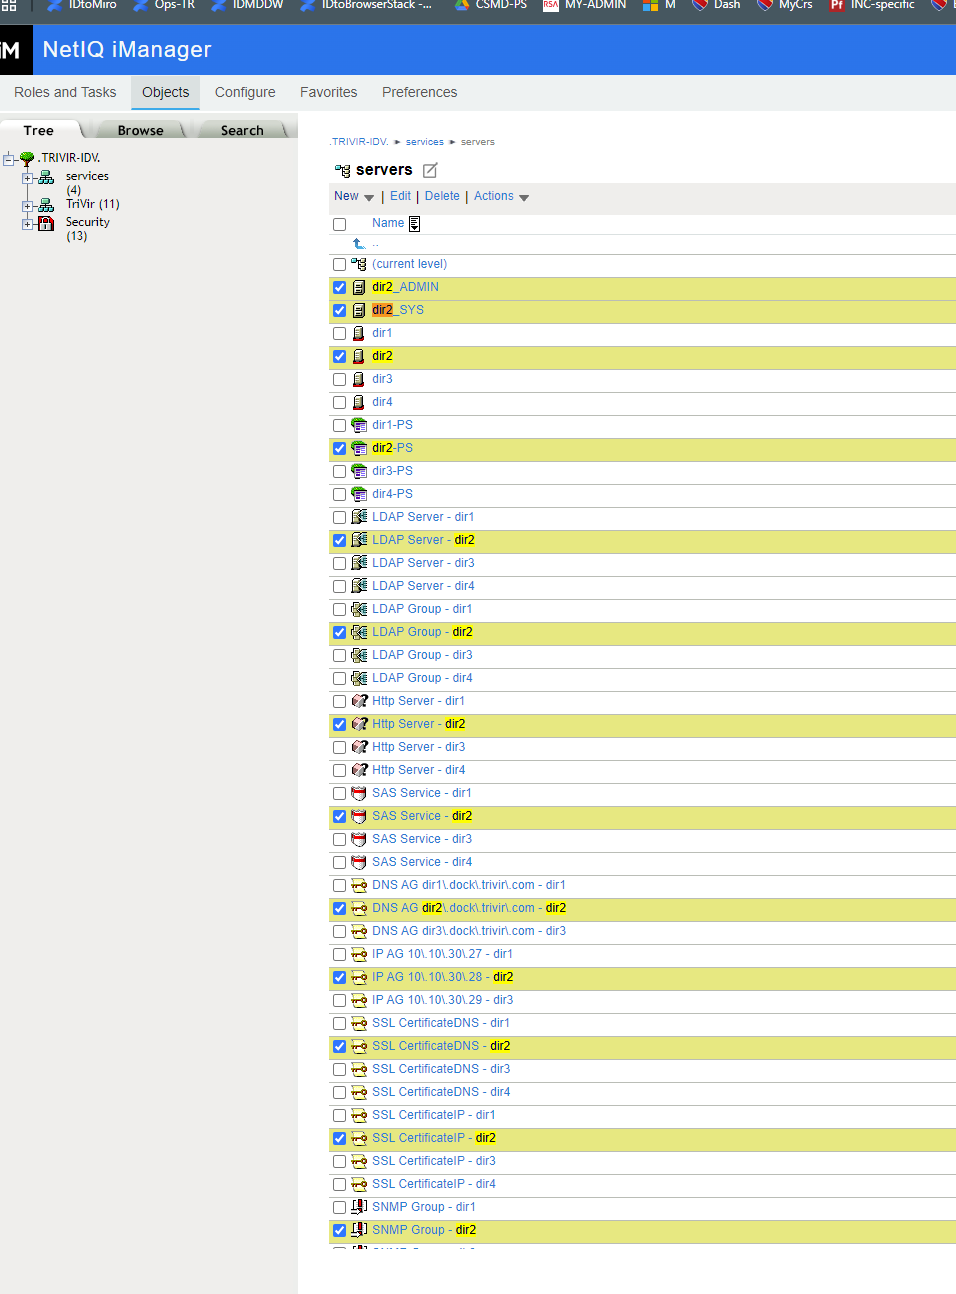 IDtoMiro Ops-TR IDMDDW IDtoBrowserStack -... CSMD-PS RSA MY-ADMIN M Dash MyCrs Pf INC-specific
iM NetIQ iManager
Roles and Tasks Objects Configure Favorites Preferences
Tree Browse Search
.TRIVIR-IDV.
services
(4)
TriVir (11)
Security
(13)
.TRIVIR-IDV. services servers
servers
New | Edit | Delete | Actions
Name
..
(current level)
dir2_ADMIN
dir2_SYS
dir1
dir2
dir3
dir4
dir1-PS
dir2-PS
dir3-PS
dir4-PS
LDAP Server - dir1
LDAP Server - dir2
LDAP Server - dir3
LDAP Server - dir4
LDAP Group - dir1
LDAP Group - dir2
LDAP Group - dir3
LDAP Group - dir4
Http Server - dir1
Http Server - dir2
Http Server - dir3
Http Server - dir4
SAS Service - dir1
SAS Service - dir2
SAS Service - dir3
SAS Service - dir4
DNS AG dir1\.dock\.trivir\.com - dir1
DNS AG dir2\.dock\.trivir\.com - dir2
DNS AG dir3\.dock\.trivir\.com - dir3
IP AG 10\.10\.30\.27 - dir1
IP AG 10\.10\.30\.28 - dir2
IP AG 10\.10\.30\.29 - dir3
SSL CertificateDNS - dir1
SSL CertificateDNS - dir2
SSL CertificateDNS - dir3
SSL CertificateDNS - dir4
SSL CertificateIP - dir1
SSL CertificateIP - dir2
SSL CertificateIP - dir3
SSL CertificateIP - dir4
SNMP Group - dir1
SNMP Group - dir2